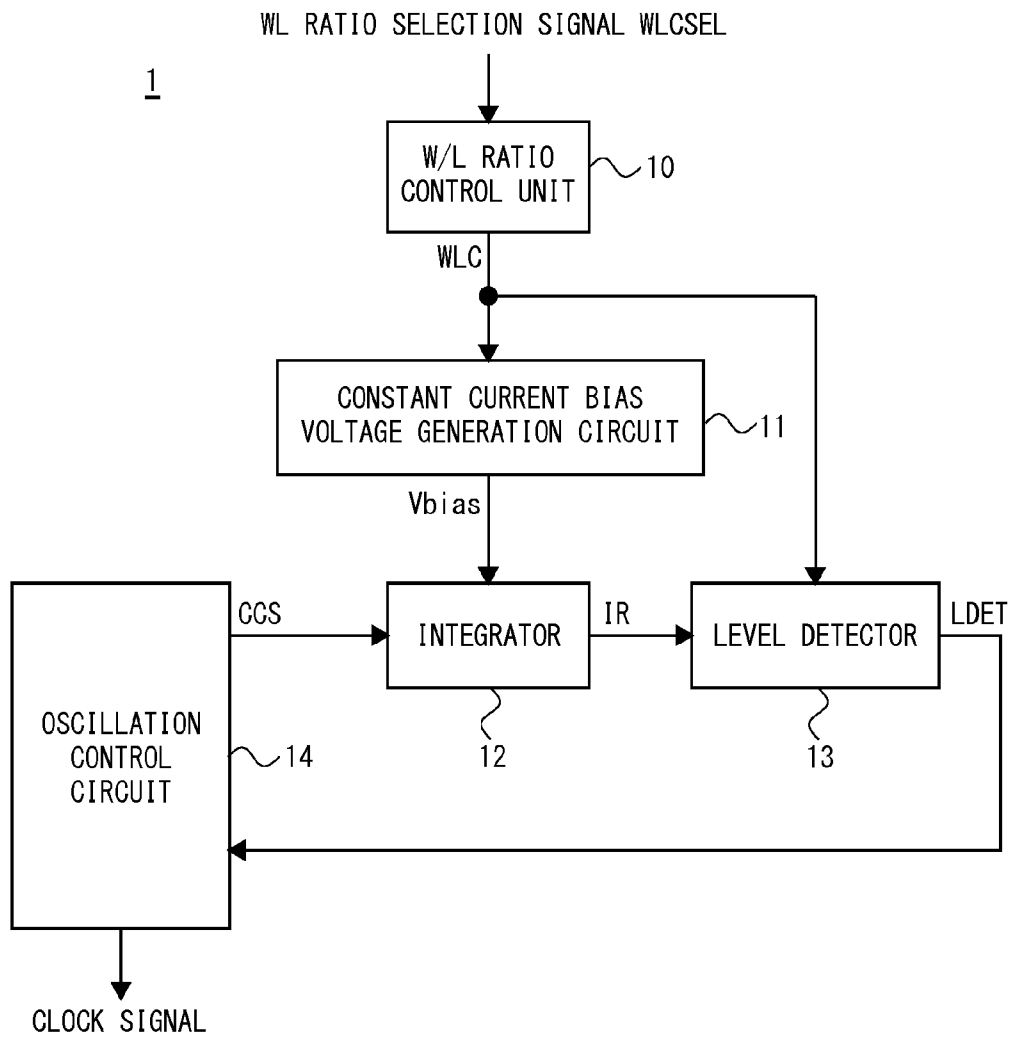 WL RATIO SELECTION SIGNAL WLCSEL
1
W/L RATIO
CONTROL UNIT
10
WLC
CONSTANT CURRENT BIAS
VOLTAGE GENERATION CIRCUIT
11
Vbias
CCS
INTEGRATOR
IR
LEVEL DETECTOR
LDET
12
13
OSCILLATION
CONTROL
CIRCUIT
14
CLOCK SIGNAL